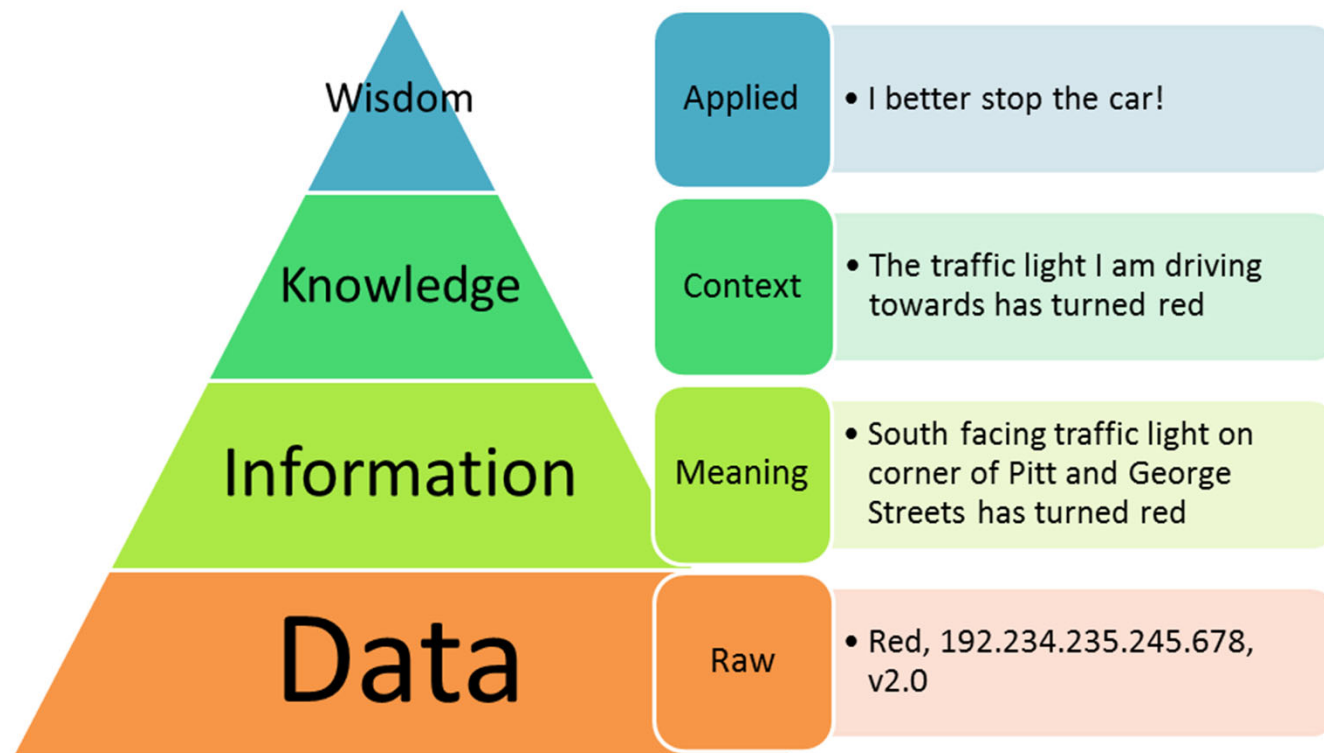 Wisdom
Applied
• I better stop the car!
Knowledge
Context
• The traffic light I am driving
towards has turned red
Information
Meaning
• South facing traffic light on
corner of Pitt and George
Streets has turned red
Data
Raw
• Red, 192.234.235.245.678,
v2.0